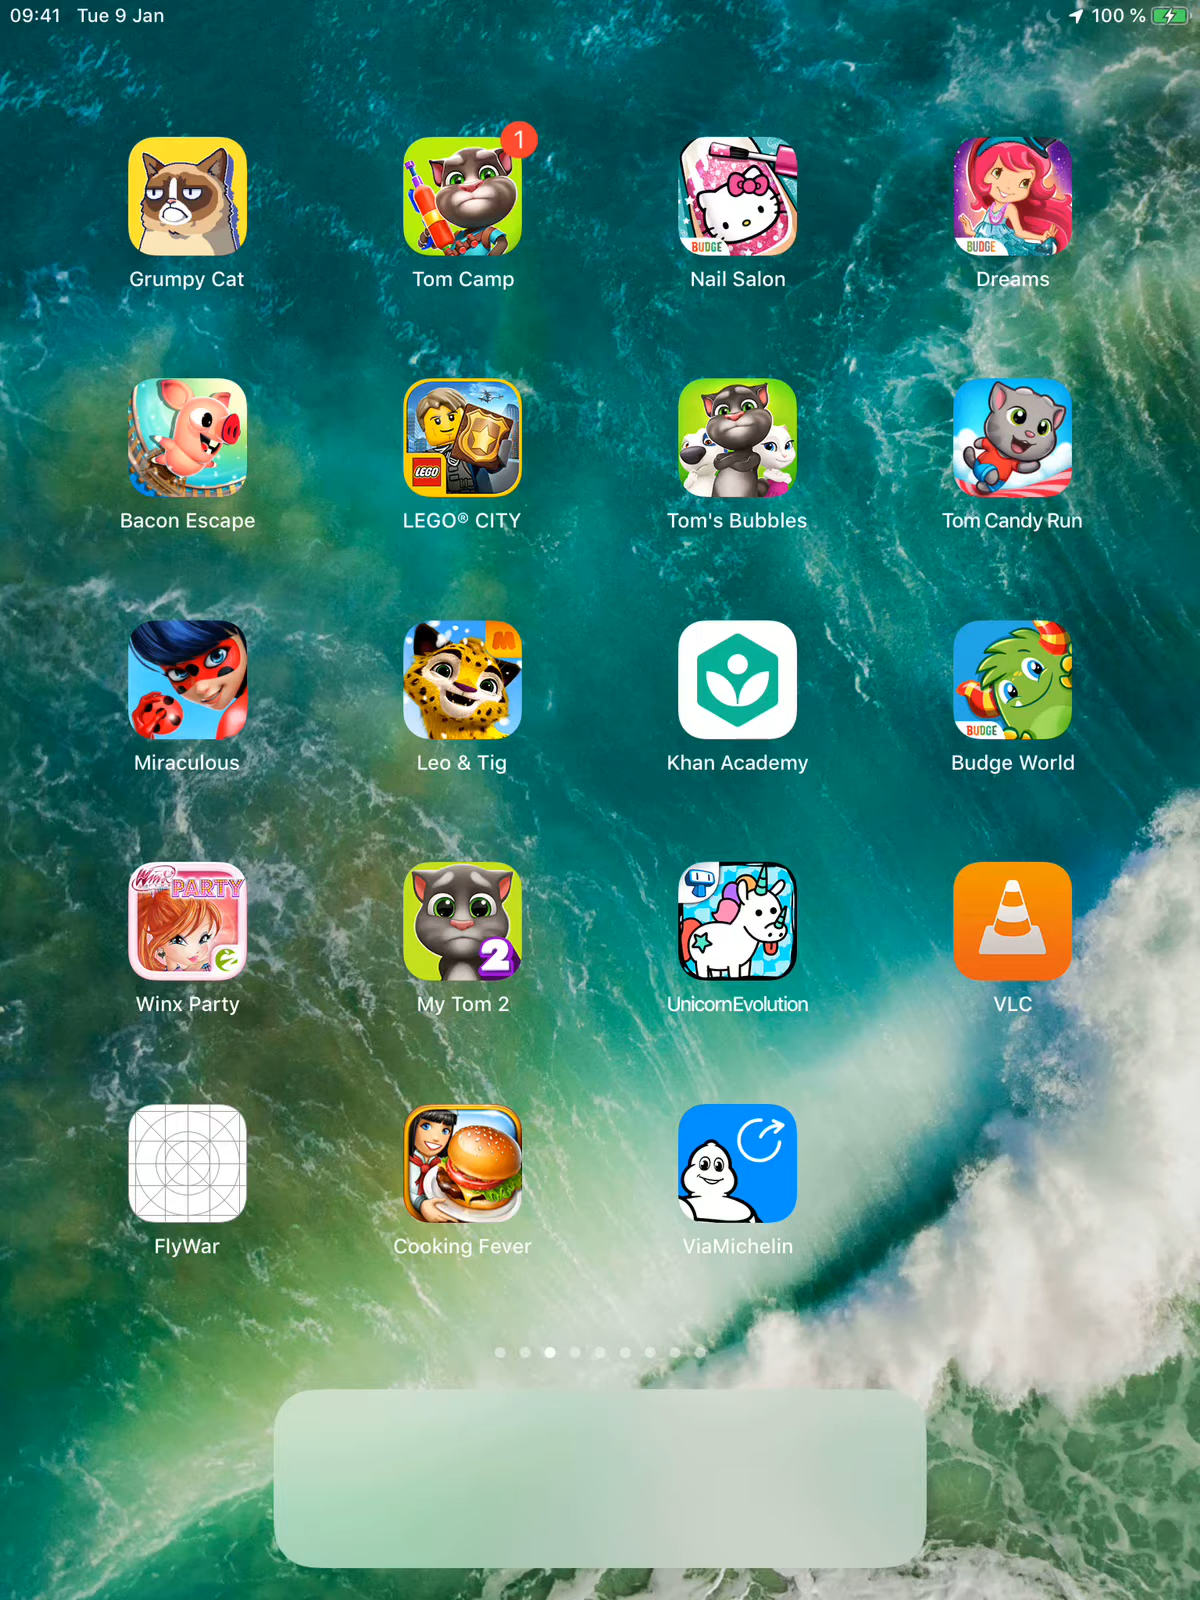 09:41 Tue 9 Jan 100 %
1
BUDGE
BUDGE
Grumpy Cat Tom Camp Nail Salon Dreams
LEGO
Bacon Escape LEGO® CITY Tom's Bubbles Tom Candy Run
M
BUDGE
Miraculous Leo & Tig Khan Academy Budge World
Winx
PARTY
2
Winx Party My Tom 2 UnicornEvolution VLC
FlyWar Cooking Fever ViaMichelin